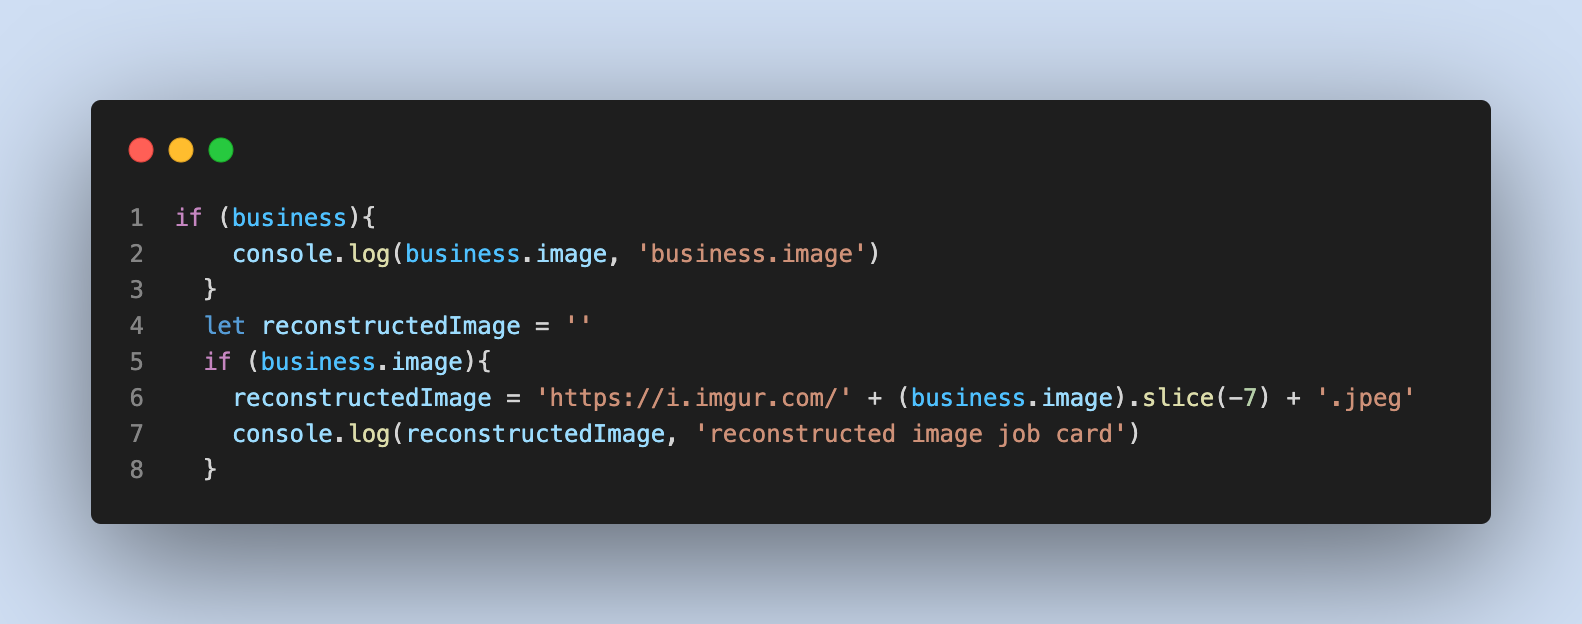 1 if (business){
2 console.log(business.image, 'business.image')
3 }
4 let reconstructedImage = ''
5 if (business.image){
6 reconstructedImage = 'https://i.imgur.com/' + (business.image).slice(-7) + '.jpeg'
7 console.log(reconstructedImage, 'reconstructed image job card')
8 }